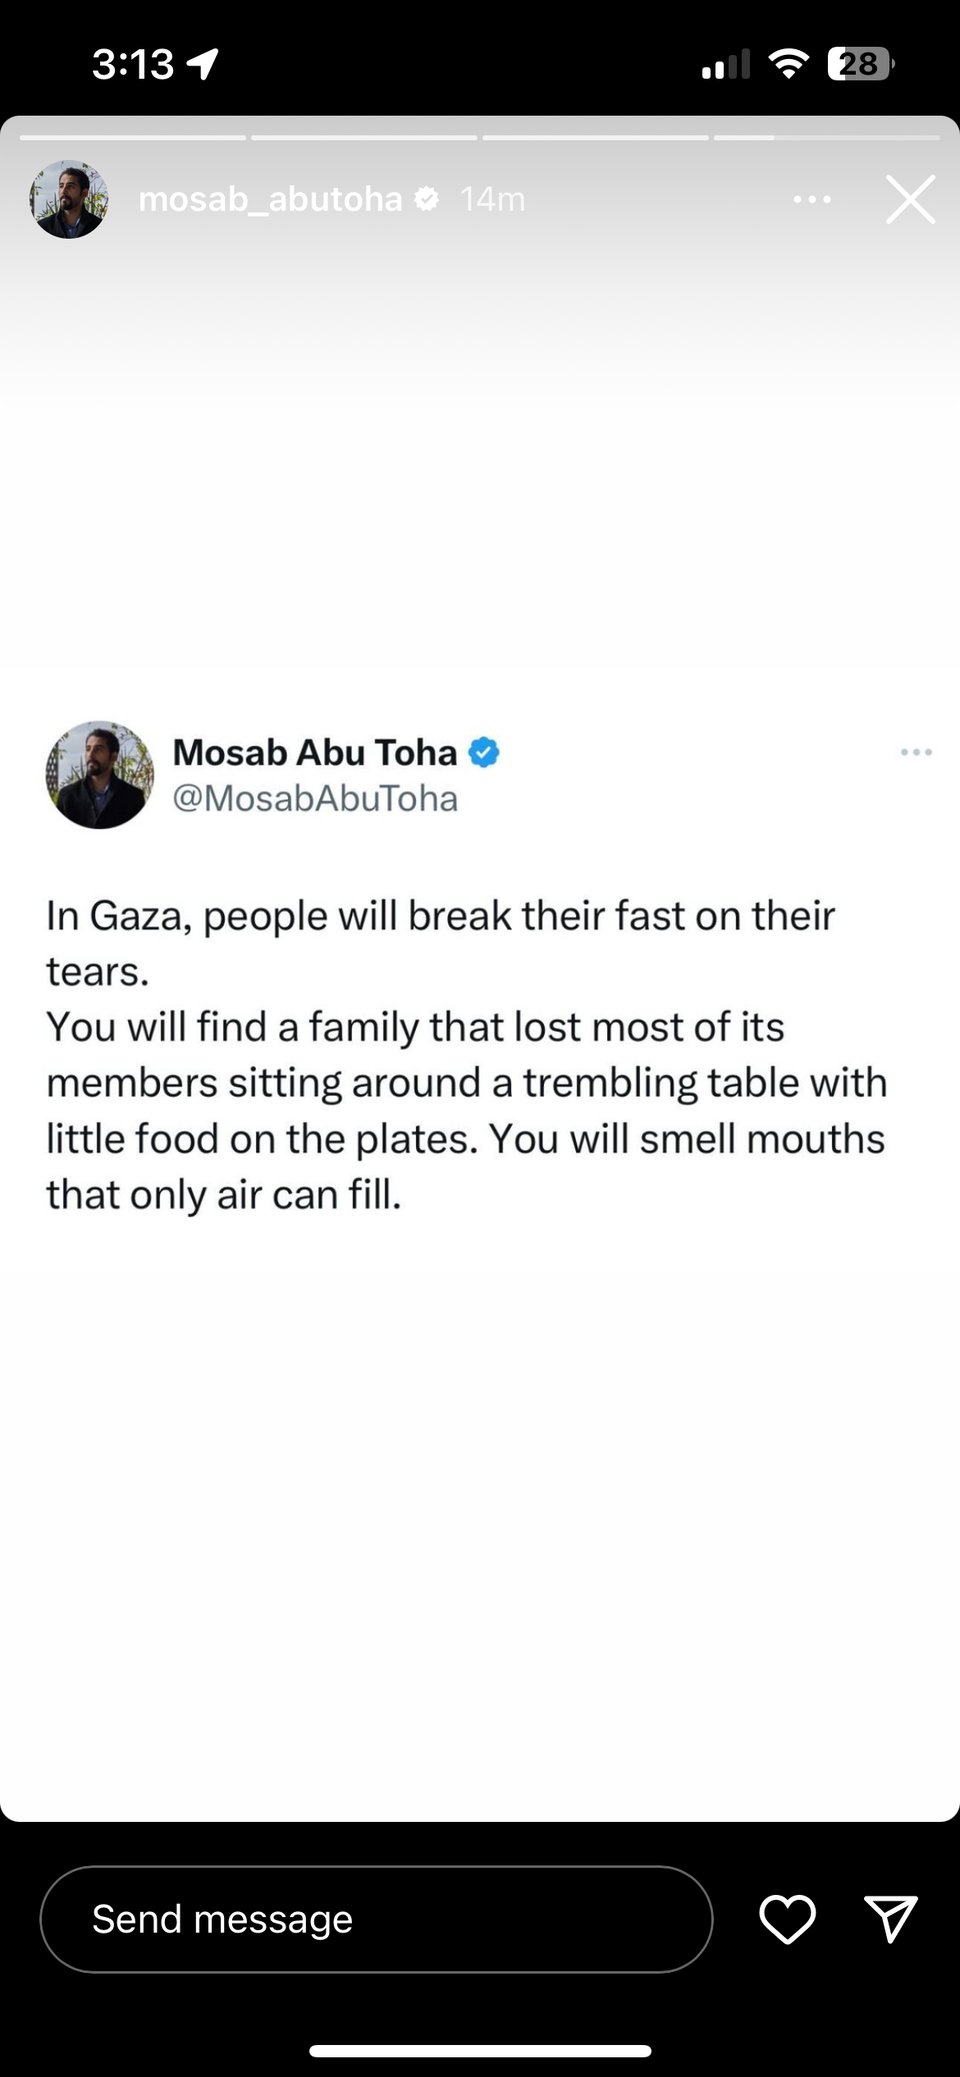 3:13
28
mosab_abutoha 14m
Mosab Abu Toha
@MosabAbuToha
In Gaza, people will break their fast on their
tears.
You will find a family that lost most of its
members sitting around a trembling table with
little food on the plates. You will smell mouths
that only air can fill.
Send message